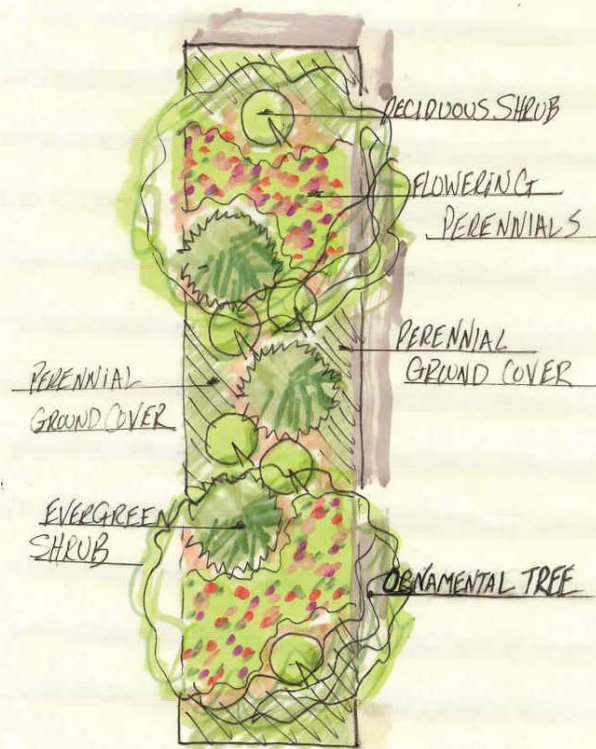 DECIDUOUS SHRUB
FLOWERING
PERENNIALS
PERENNIAL
GROUND COVER
PERENNIAL
GROUND COVER
EVERGREEN
SHRUB
ORNAMENTAL TREE